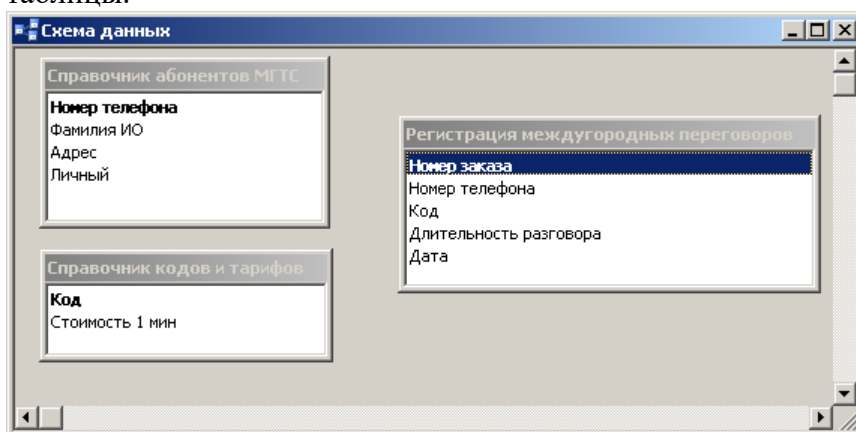 таблицы.
Схема данных
Справочник абонентов МГТС
Номер телефона
Фамилия ИО
Адрес
Личный
Регистрация междугородных переговоров
Номер заказа
Номер телефона
Код
Длительность разговора
Дата
Справочник кодов и тарифов
Код
Стоимость 1 мин